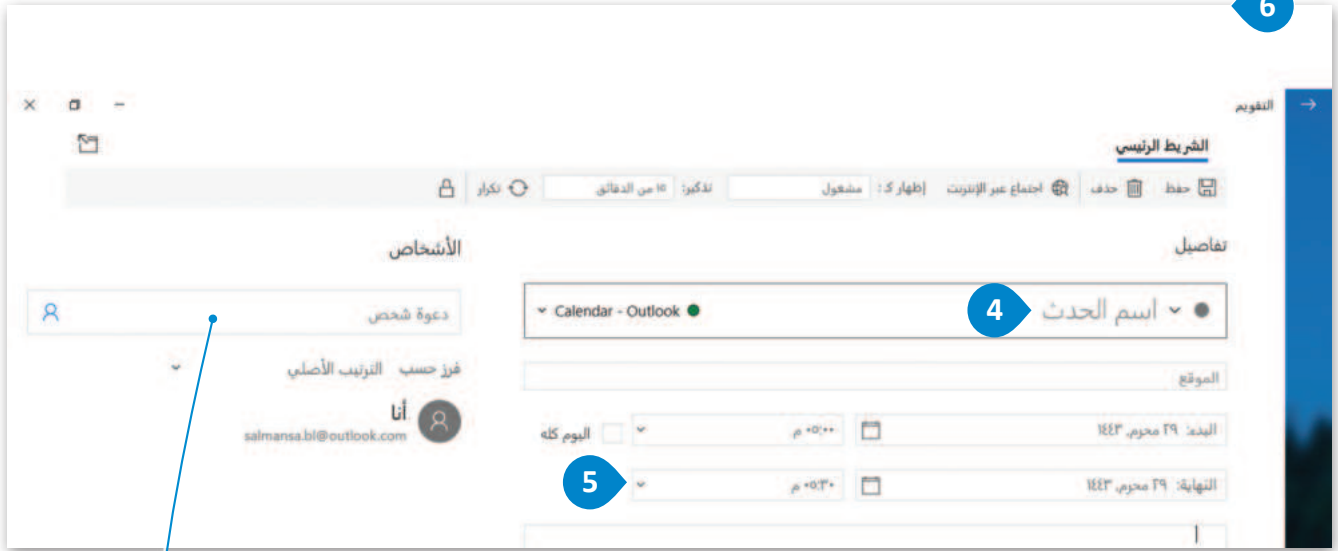 6
التقويم
الشريط الرئيسي
حفظ حذف اجتماع عبر الإنترنت إظهار كـ: مشغول تذكير: ١٥ من الدقائق تكرار
تفاصيل
4 اسم الحدث Calendar - Outlook
الموقع
البدء: ٢٩ محرم, ١٤٤٣ ٠٥:٠٠ م اليوم كله
النهاية: ٢٩ محرم, ١٤٤٣ ٠٥:٣٠ م 5
الأشخاص
دعوة شخص
فرز حسب الترتيب الأصلي
أنا
salmansa.bl@outlook.com